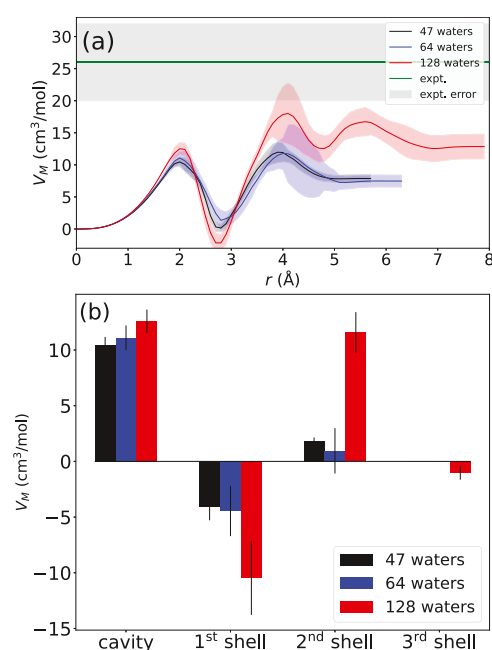 (a)
47 waters
64 waters
128 waters
expt.
expt. error
30
25
20
15
10
5
0
V_M (cm³/mol)
0 1 2 3 4 5 6 7 8
r (Å)
(b)
10
5
0
−5
−10
−15
V_M (cm³/mol)
47 waters
64 waters
128 waters
cavity 1ˢᵗ shell 2ⁿᵈ shell 3ʳᵈ shell